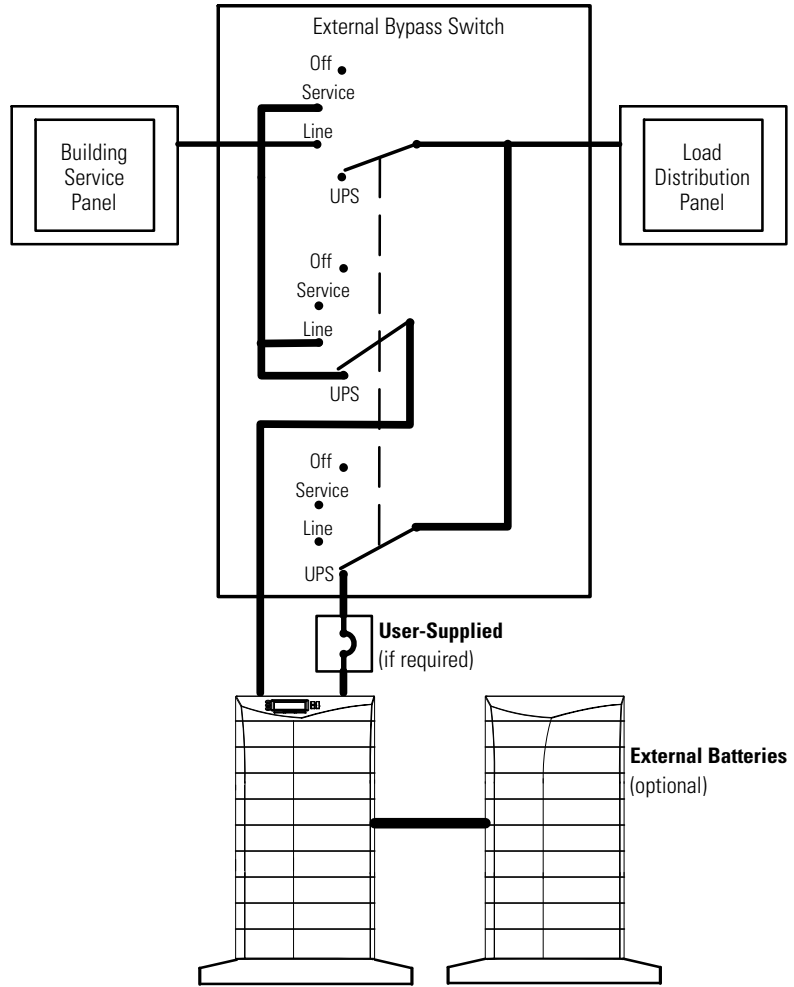 External Bypass Switch
Off
Service
Line
UPS
Building
Service
Panel
Load
Distribution
Panel
Off
Service
Line
UPS
Off
Service
Line
UPS
User-Supplied
(if required)
External Batteries
(optional)